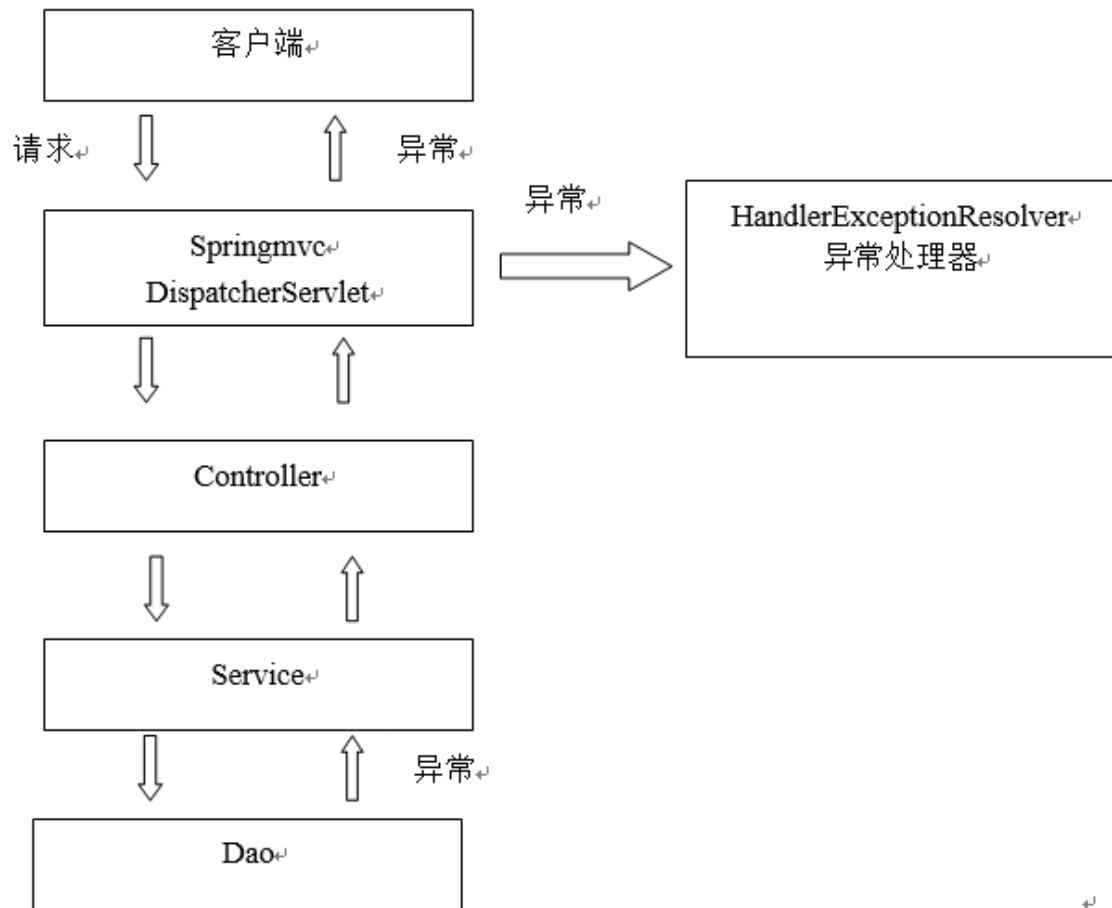 客户端
请求
异常
异常
Springmvc
DispatcherServlet
HandlerExceptionResolver
异常处理器
Controller
Service
异常
Dao